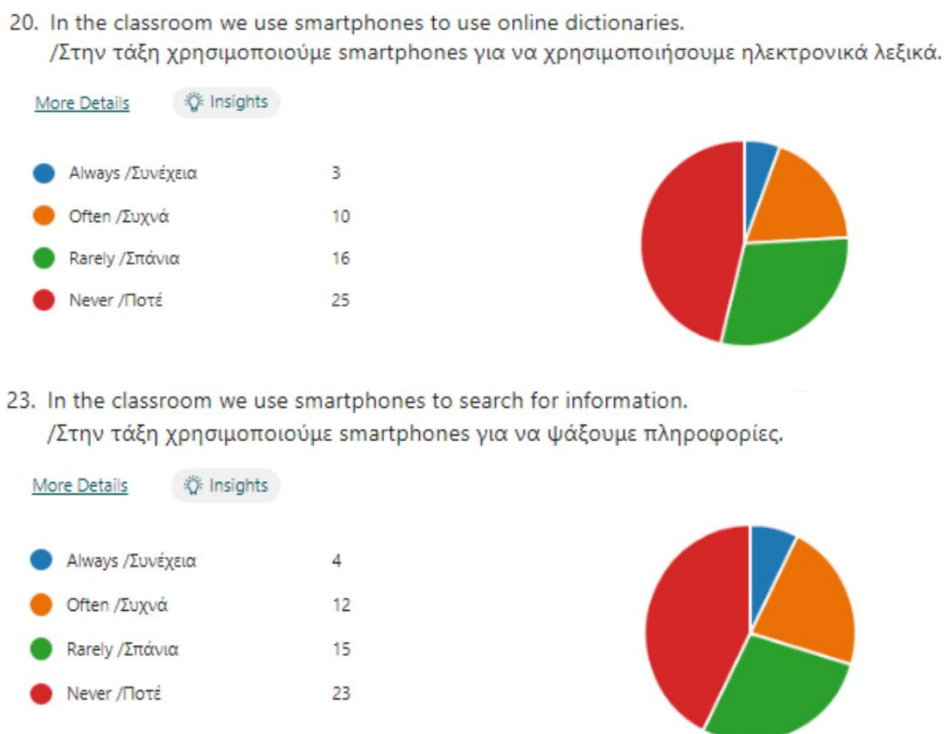 20. In the classroom we use smartphones to use online dictionaries.
/Στην τάξη χρησιμοποιούμε smartphones για να χρησιμοποιήσουμε ηλεκτρονικά λεξικά.
More Details Insights
Always /Συνέχεια 3
Often /Συχνά 10
Rarely /Σπάνια 16
Never /Ποτέ 25
23. In the classroom we use smartphones to search for information.
/Στην τάξη χρησιμοποιούμε smartphones για να ψάξουμε πληροφορίες.
More Details Insights
Always /Συνέχεια 4
Often /Συχνά 12
Rarely /Σπάνια 15
Never /Ποτέ 23